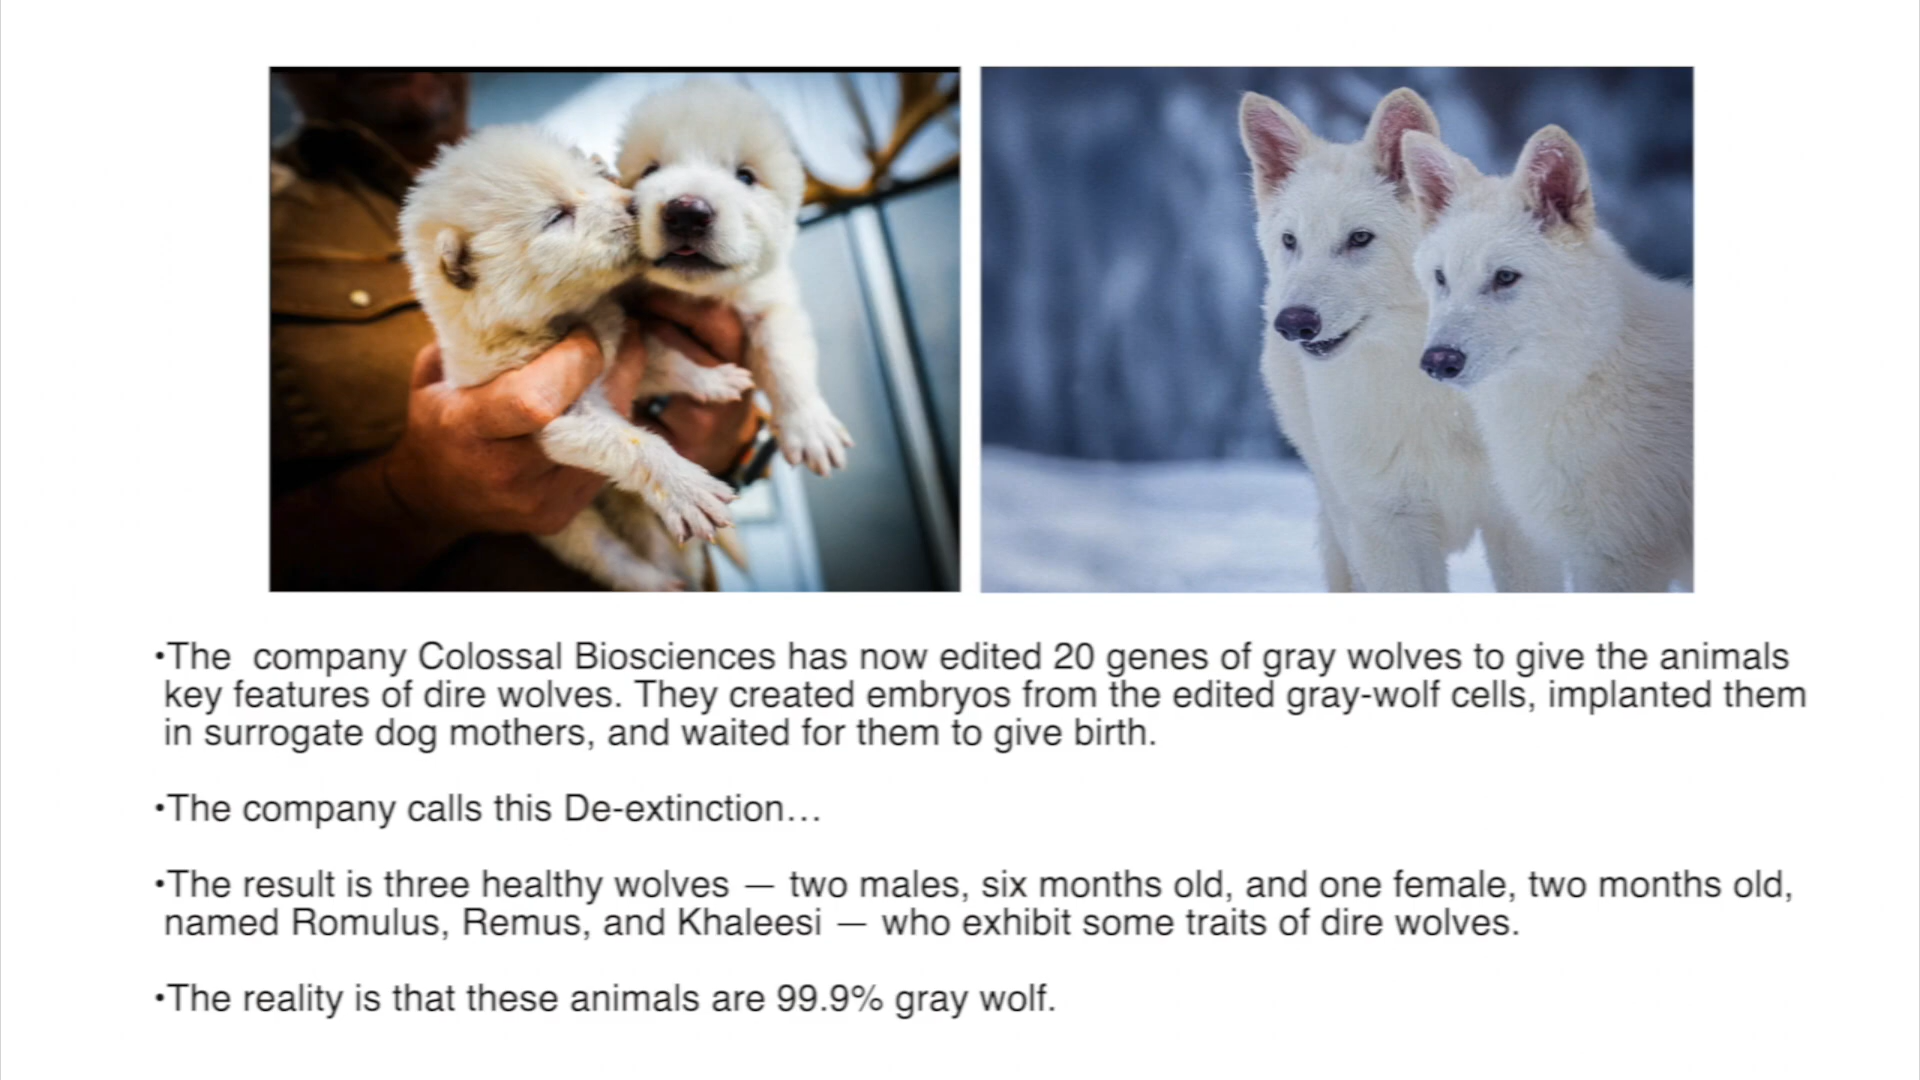 •The  company Colossal Biosciences has now edited 20 genes of gray wolves to give the animals
key features of dire wolves. They created embryos from the edited gray-wolf cells, implanted them
in surrogate dog mothers, and waited for them to give birth.
•The company calls this De-extinction…
•The result is three healthy wolves — two males, six months old, and one female, two months old,
named Romulus, Remus, and Khaleesi — who exhibit some traits of dire wolves.
•The reality is that these animals are 99.9% gray wolf.